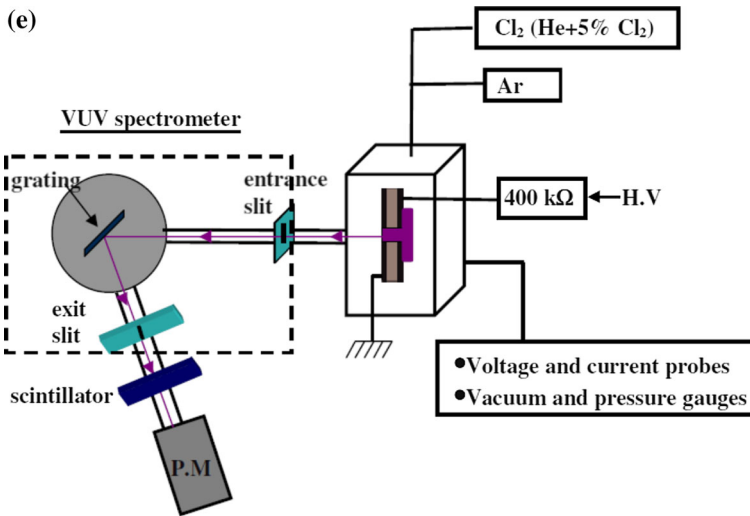 (e)
Cl₂ (He+5% Cl₂)
Ar
VUV spectrometer
grating
entrance
slit
400 kΩ
H.V
exit
slit
●Voltage and current probes
●Vacuum and pressure gauges
scintillator
P.M